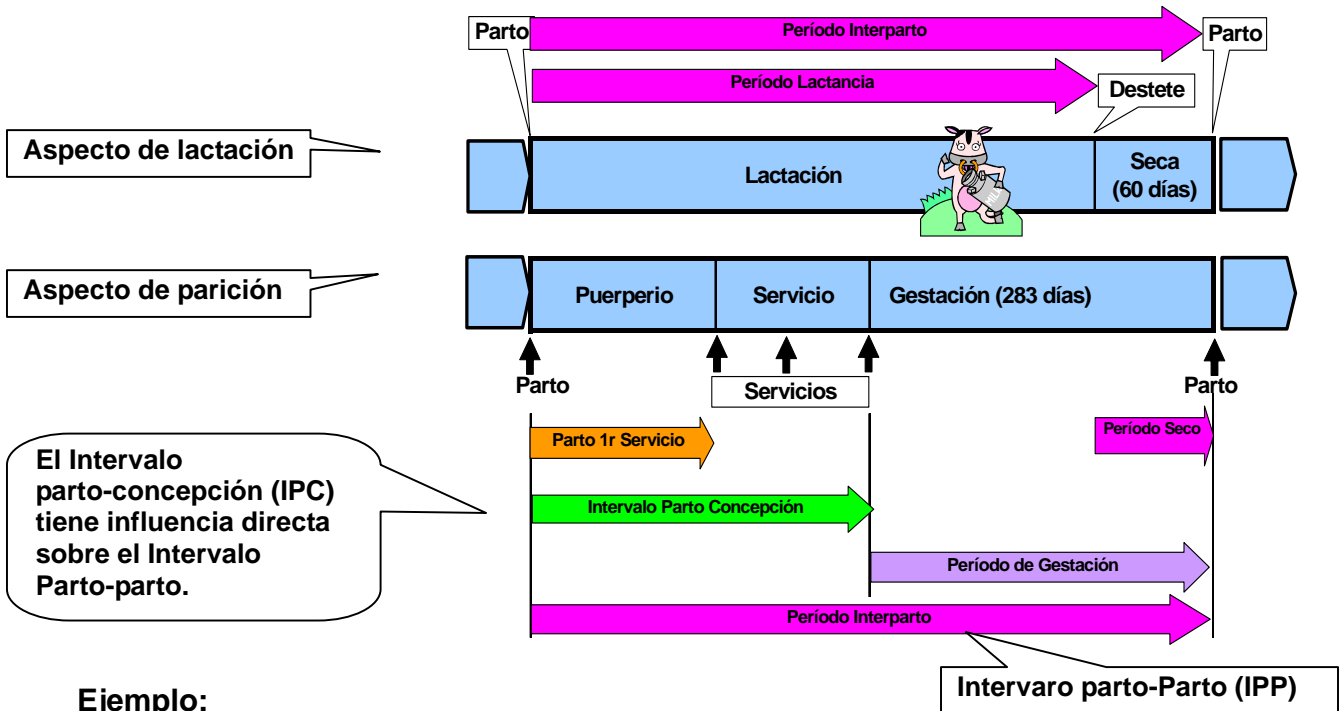 Parto
Período Interparto
Parto
Período Lactancia
Destete
Aspecto de lactación
Lactación
MILK
Seca
(60 días)
Aspecto de parición
Puerperio
Servicio
Gestación (283 días)
Parto
Servicios
Parto
Parto 1r Servicio
Período Seco
El Intervalo
parto-concepción (IPC)
tiene influencia directa
sobre el Intervalo
Parto-parto.
Intervalo Parto Concepción
Período de Gestación
Período Interparto
Intervaro parto-Parto (IPP)
Ejemplo: